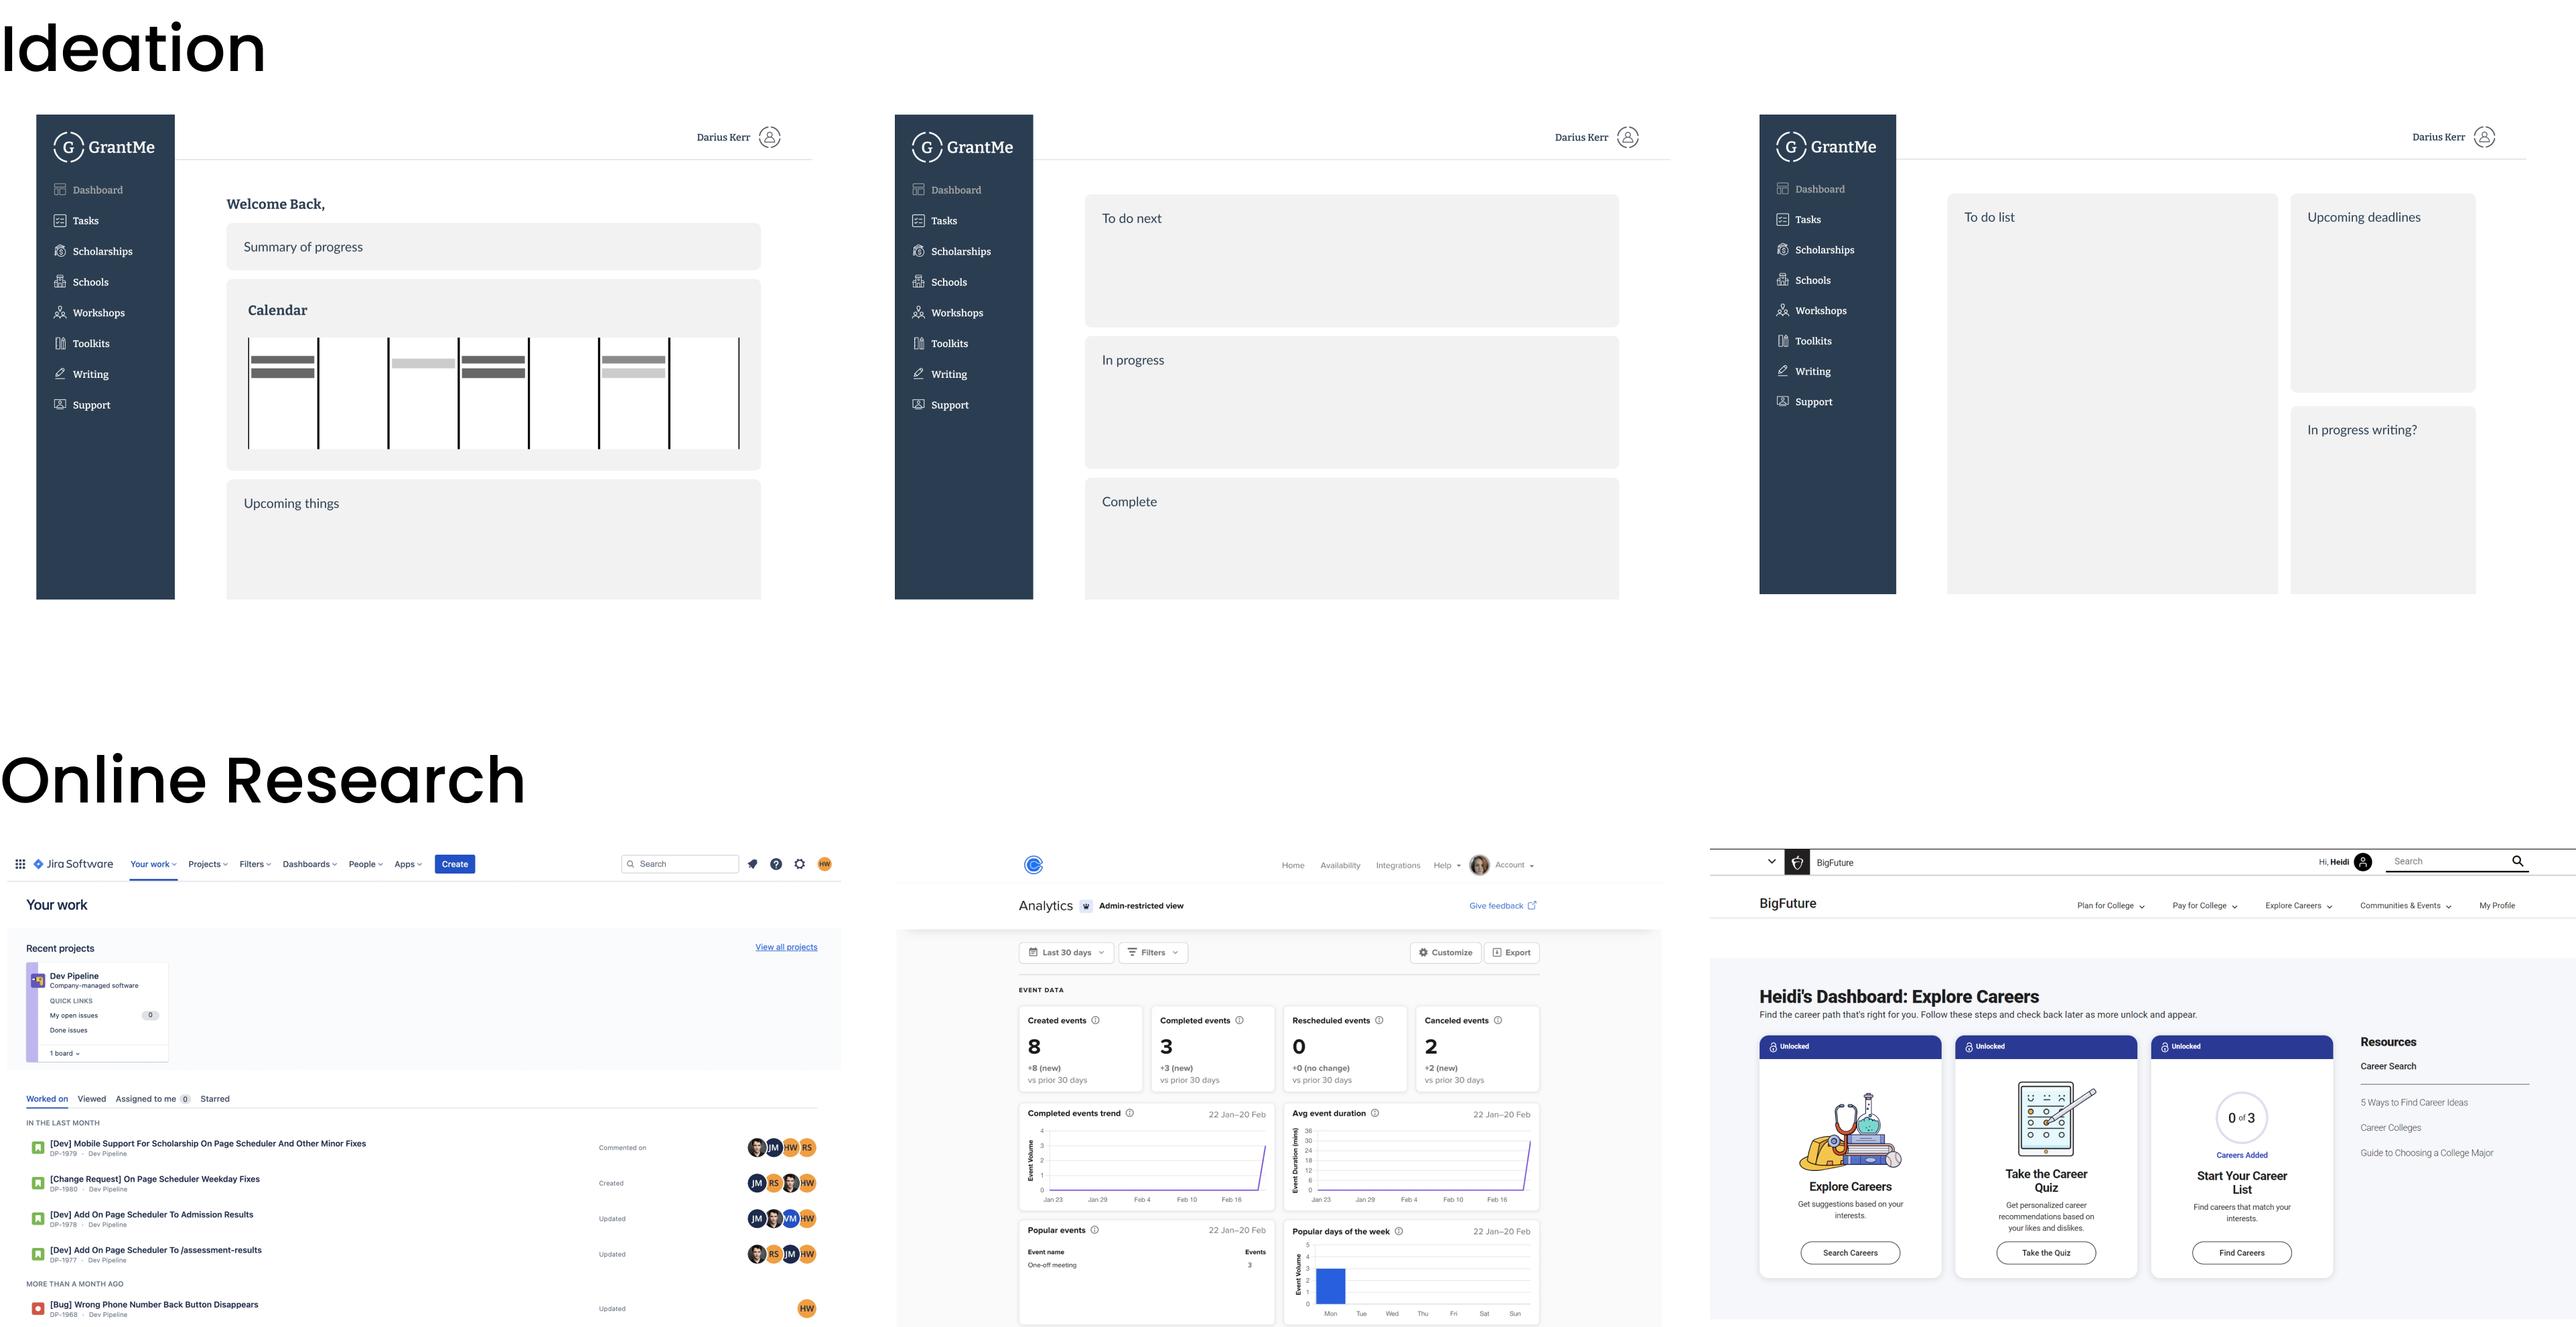 Ideation
G GrantMe
Darius Kerr
Dashboard
Tasks
Scholarships
Schools
Workshops
Toolkits
Writing
Support
Welcome Back,
Summary of progress
Calendar
Upcoming things
G GrantMe
Darius Kerr
Dashboard
Tasks
Scholarships
Schools
Workshops
Toolkits
Writing
Support
To do next
In progress
Complete
G GrantMe
Darius Kerr
Dashboard
Tasks
Scholarships
Schools
Workshops
Toolkits
Writing
Support
To do list
Upcoming deadlines
In progress writing?
Online Research
Jira Software Your work Projects Filters Dashboards People Apps Create Search ? HW
Your work
Recent projects View all projects
Dev Pipeline
Company-managed software
QUICK LINKS
My open issues 0
Done issues
1 board
Worked on Viewed Assigned to me 0 Starred
IN THE LAST MONTH
[Dev] Mobile Support For Scholarship On Page Scheduler And Other Minor Fixes
DP-1979 · Dev Pipeline
Commented on
JM HW RS
[Change Request] On Page Scheduler Weekday Fixes
DP-1980 · Dev Pipeline
Created
JM RS HW
[Dev] Add On Page Scheduler To Admission Results
DP-1978 · Dev Pipeline
Updated
JM VM HW
[Dev] Add On Page Scheduler To /assessment-results
DP-1977 · Dev Pipeline
Updated
RS JM HW
MORE THAN A MONTH AGO
[Bug] Wrong Phone Number Back Button Disappears
DP-1968 · Dev Pipeline
Updated
HW
Home Availability Integrations Help Account
Analytics Admin-restricted view Give feedback
Last 30 days Filters Customize Export
EVENT DATA
Created events
8
+8 (new)
vs prior 30 days
Completed events
3
+3 (new)
vs prior 30 days
Rescheduled events
0
+0 (no change)
vs prior 30 days
Canceled events
2
+2 (new)
vs prior 30 days
Completed events trend 22 Jan–20 Feb
Event Volume
4
3
2
1
0
Jan 23 Jan 29 Feb 4 Feb 10 Feb 16
Avg event duration 22 Jan–20 Feb
Event Duration (mins)
36
30
24
18
12
6
0
Jan 23 Jan 29 Feb 4 Feb 10 Feb 16
Popular events 22 Jan–20 Feb
Event name Events
One-off meeting 3
Popular days of the week 22 Jan–20 Feb
Event Volume
5
4
3
2
1
0
Mon Tue Wed Thu Fri Sat Sun
BigFuture Hi, Heidi Search
BigFuture Plan for College Pay for College Explore Careers Communities & Events My Profile
Heidi's Dashboard: Explore Careers
Find the career path that's right for you. Follow these steps and check back later as more unlock and appear.
Unlocked
Explore Careers
Get suggestions based on your
interests.
Search Careers
Unlocked
Take the Career
Quiz
Get personalized career
recommendations based on
your likes and dislikes.
Take the Quiz
Unlocked
0 of 3
Careers Added
Start Your Career
List
Find careers that match your
interests.
Find Careers
Resources
Career Search
5 Ways to Find Career Ideas
Career Colleges
Guide to Choosing a College Major